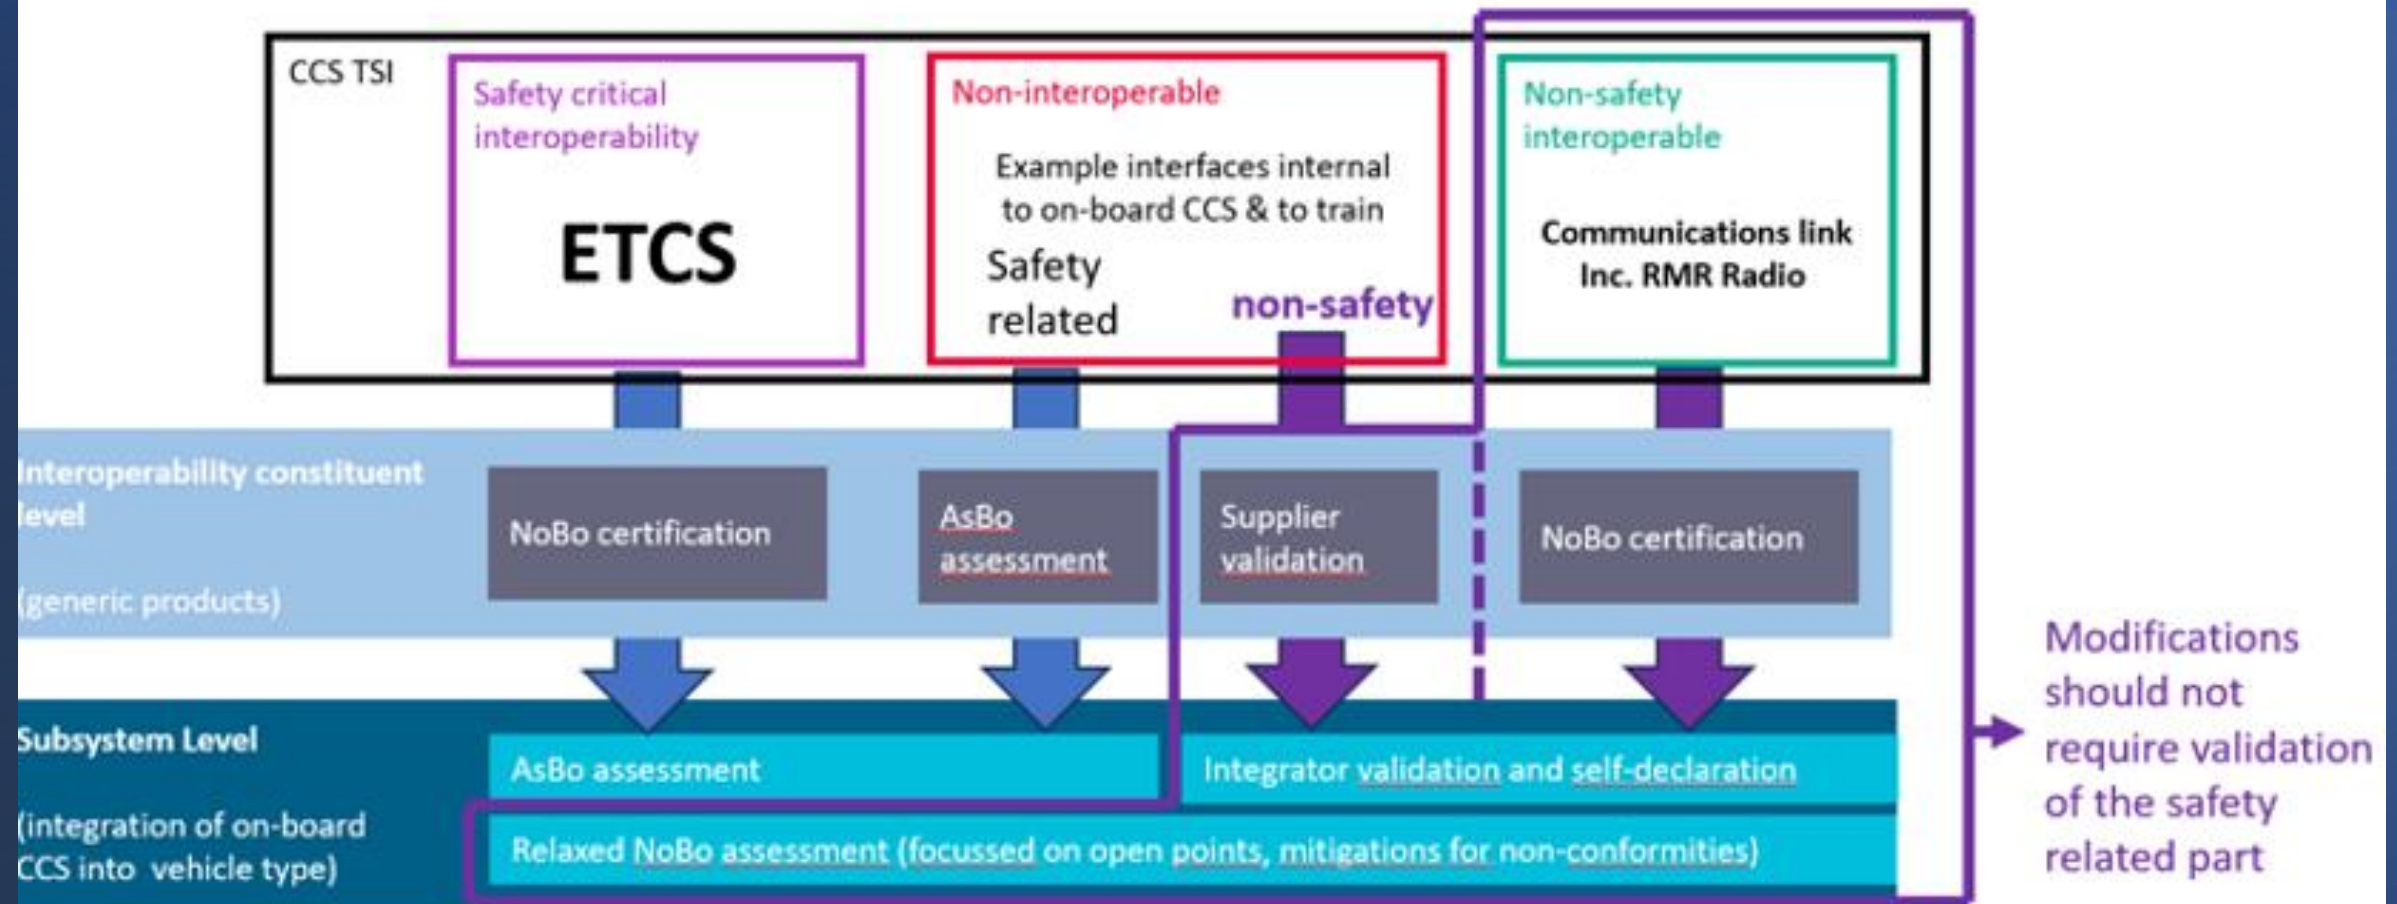 CCS TSI
Safety critical
interoperability
ETCS
Non-interoperable
Example interfaces internal
to on-board CCS & to train
Safety
related
non-safety
Non-safety
interoperable
Communications link
Inc. RMR Radio
Interoperability constituent
level
(generic products)
NoBo certification
AsBo
assessment
Supplier
validation
NoBo certification
Subsystem Level
(integration of on-board
CCS into vehicle type)
AsBo assessment
Integrator validation and self-declaration
Relaxed NoBo assessment (focussed on open points, mitigations for non-conformities)
Modifications
should not
require validation
of the safety
related part